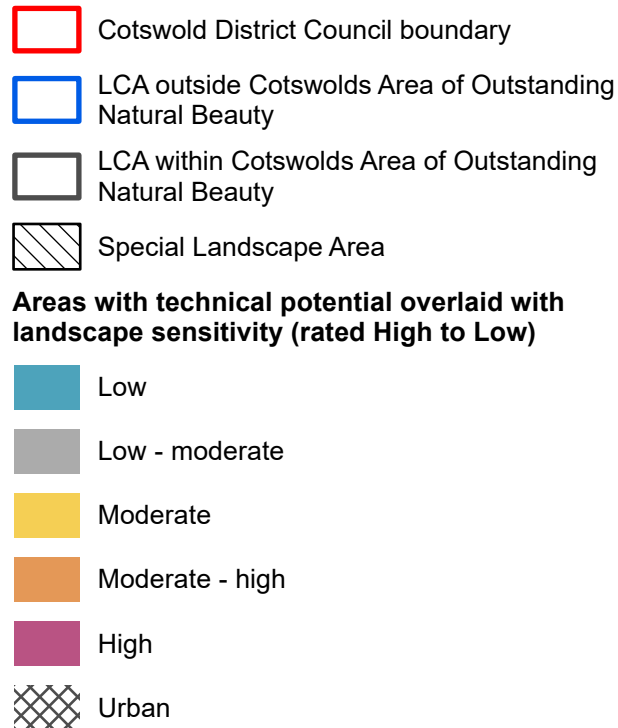 Cotswold District Council boundary
LCA outside Cotswolds Area of Outstanding
Natural Beauty
LCA within Cotswolds Area of Outstanding
Natural Beauty
Special Landscape Area
Areas with technical potential overlaid with
landscape sensitivity (rated High to Low)
Low
Low - moderate
Moderate
Moderate - high
High
Urban